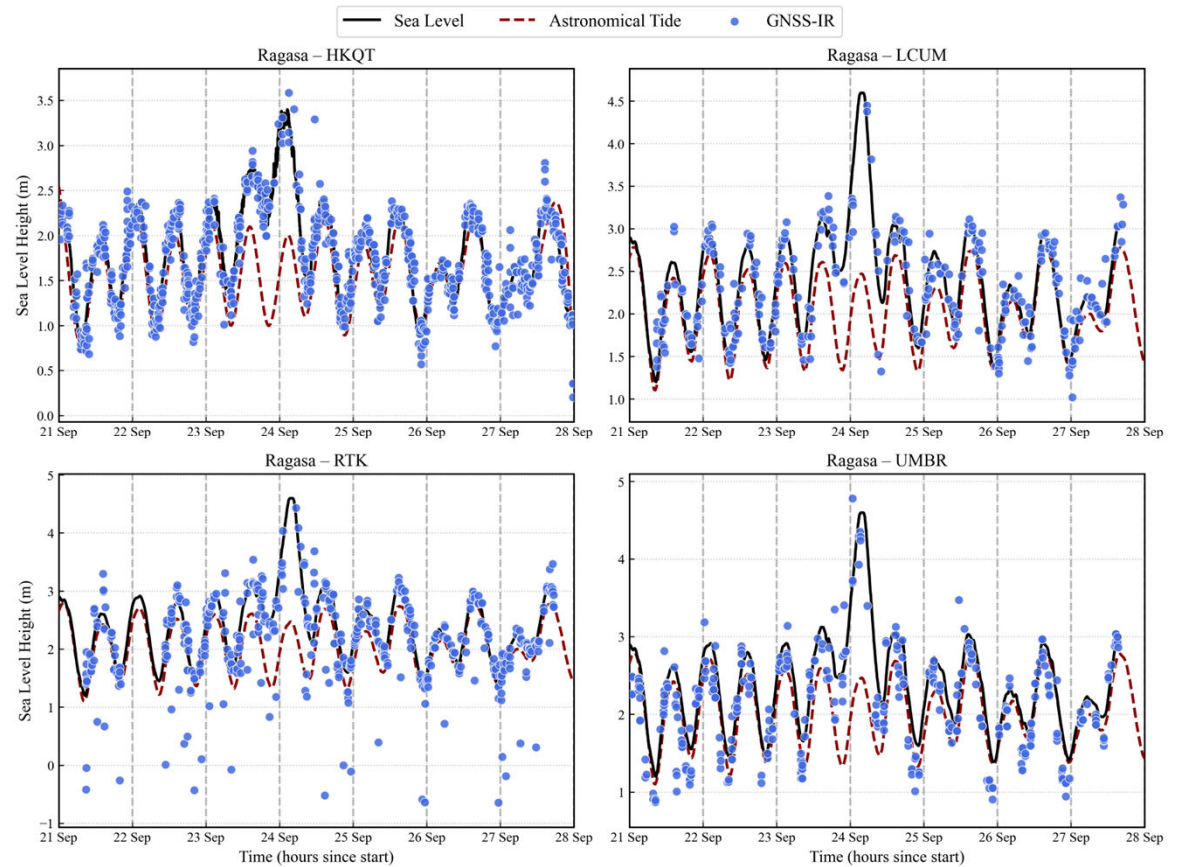 Sea Level Astronomical Tide GNSS-IR
Ragasa – HKQT
Sea Level Height (m)
3.5
3.0
2.5
2.0
1.5
1.0
0.5
0.0
21 Sep 22 Sep 23 Sep 24 Sep 25 Sep 26 Sep 27 Sep 28 Sep
Ragasa – LCUM
4.5
4.0
3.5
3.0
2.5
2.0
1.5
1.0
21 Sep 22 Sep 23 Sep 24 Sep 25 Sep 26 Sep 27 Sep 28 Sep
Ragasa – RTK
Sea Level Height (m)
5
4
3
2
1
0
−1
21 Sep 22 Sep 23 Sep 24 Sep 25 Sep 26 Sep 27 Sep 28 Sep
Time (hours since start)
Ragasa – UMBR
5
4
3
2
1
21 Sep 22 Sep 23 Sep 24 Sep 25 Sep 26 Sep 27 Sep 28 Sep
Time (hours since start)